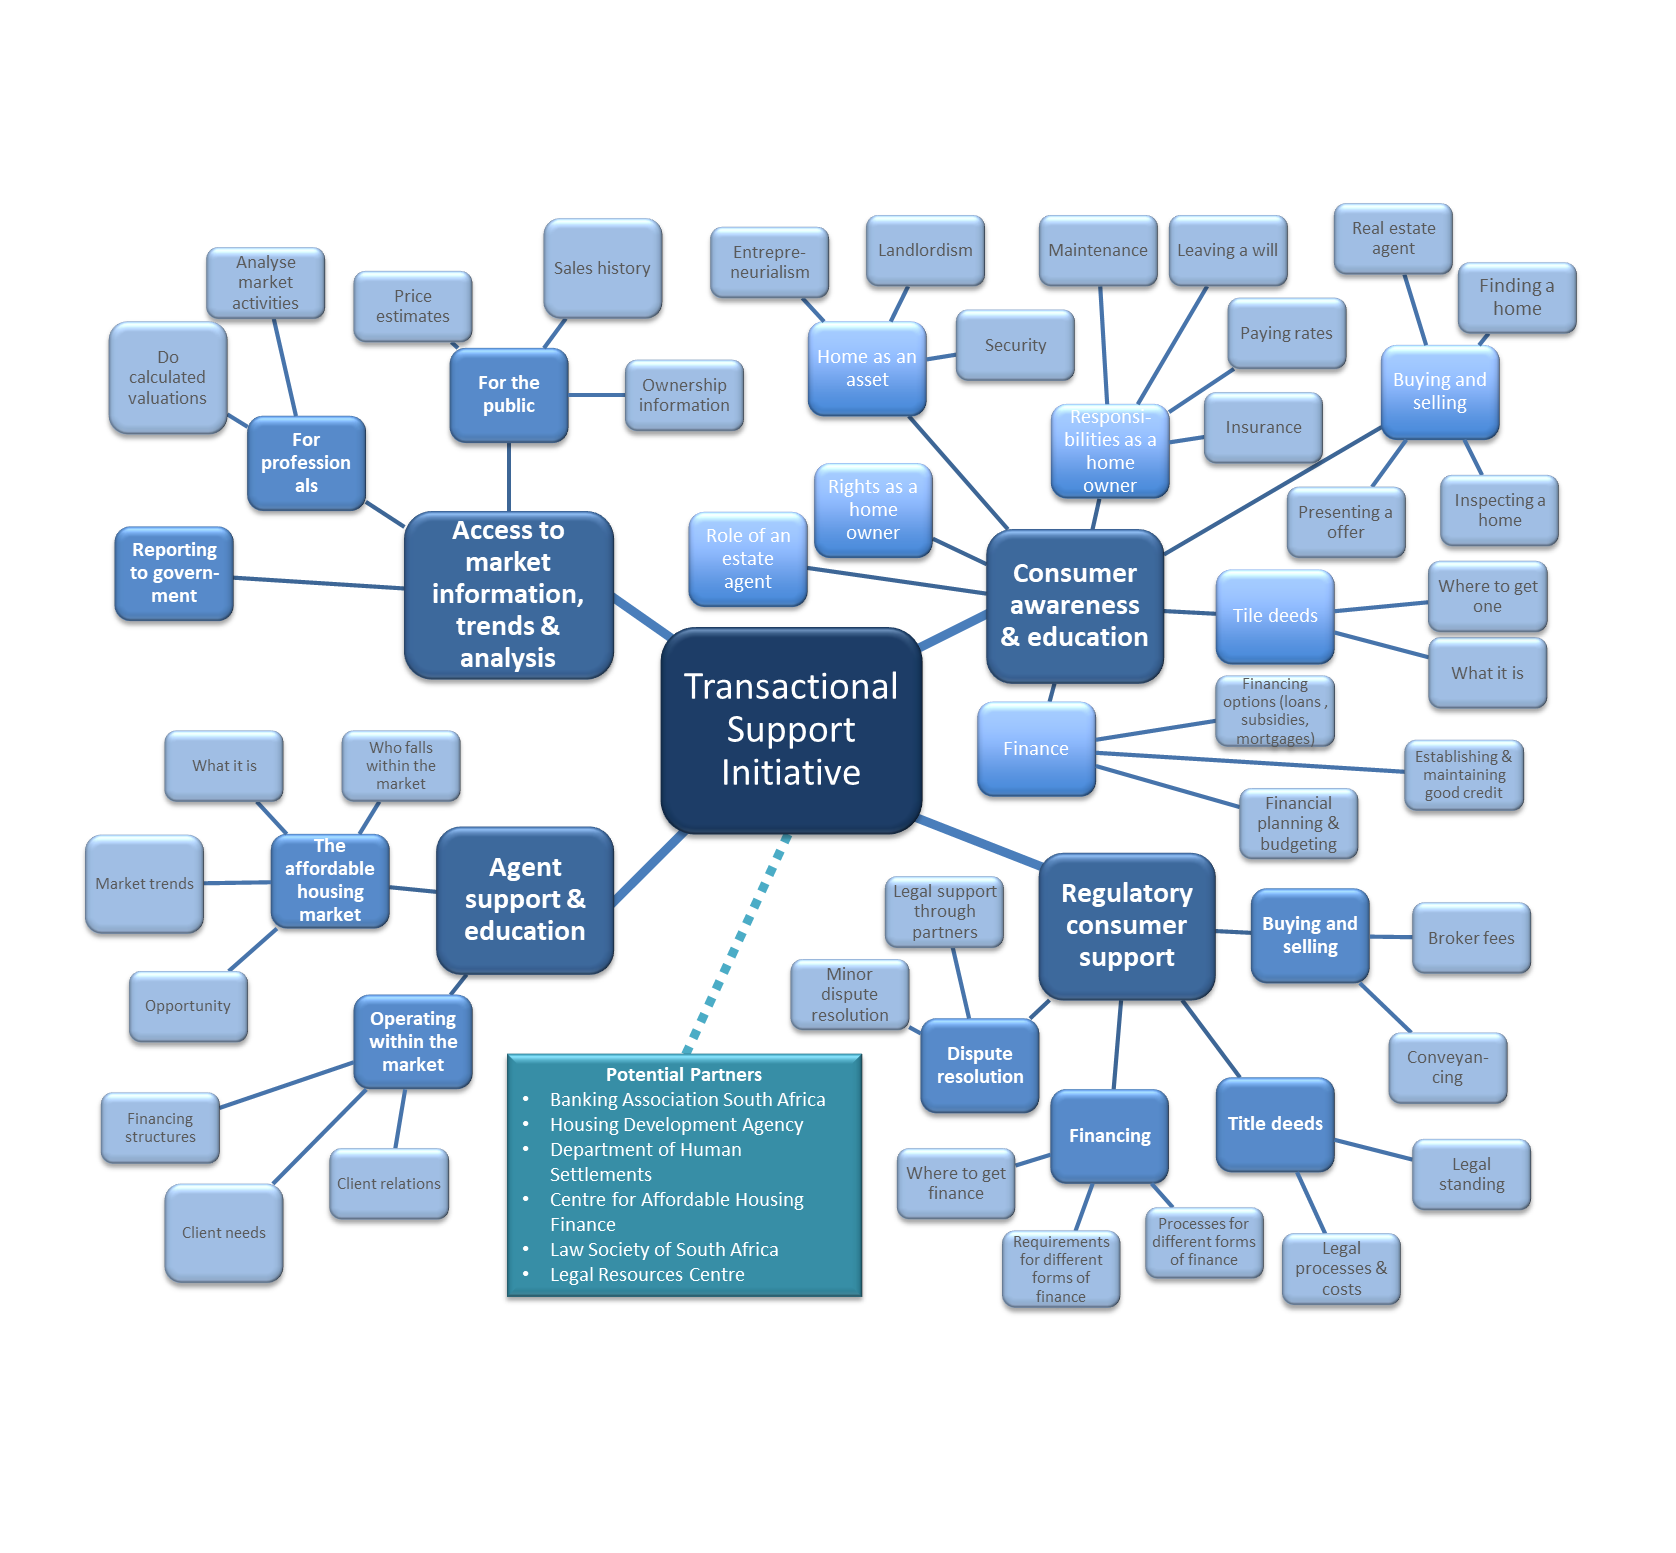 Transactional
Support
Initiative
Access to
market
information,
trends &
analysis
For
profession
als
Do
calculated
valuations
Analyse
market
activities
For the
public
Price
estimates
Sales history
Ownership
information
Reporting
to govern-
ment
Consumer
awareness
& education
Home as an
asset
Entrepre-
neurialism
Landlordism
Security
Responsi-
bilities as a
home
owner
Maintenance
Leaving a will
Paying rates
Insurance
Buying and
selling
Real estate
agent
Finding a
home
Presenting a
offer
Inspecting a
home
Rights as a
home
owner
Role of an
estate
agent
Tile deeds
Where to get
one
What it is
Finance
Financing
options (loans ,
subsidies,
mortgages)
Establishing &
maintaining
good credit
Financial
planning &
budgeting
Agent
support &
education
The
affordable
housing
market
What it is
Who falls
within the
market
Market trends
Opportunity
Operating
within the
market
Financing
structures
Client needs
Client relations
Regulatory
consumer
support
Buying and
selling
Broker fees
Conveyan-
cing
Dispute
resolution
Legal support
through
partners
Minor
dispute
resolution
Financing
Where to get
finance
Requirements
for different
forms of
finance
Processes for
different forms
of finance
Title deeds
Legal
standing
Legal
processes &
costs
Potential Partners
• Banking Association South Africa
• Housing Development Agency
• Department of Human
Settlements
• Centre for Affordable Housing
Finance
• Law Society of South Africa
• Legal Resources Centre